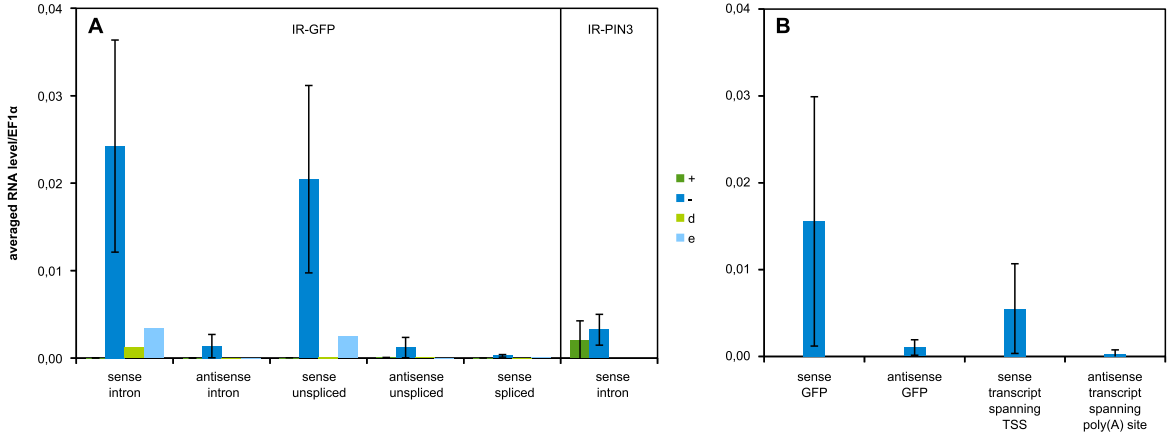 A
IR-GFP
IR-PIN3
averaged RNA level/EF1α
0,04
0,03
0,02
0,01
0,00
sense
intron
antisense
intron
sense
unspliced
antisense
unspliced
sense
spliced
sense
intron
+
-
d
e
B
0,04
0,03
0,02
0,01
0,00
sense
GFP
antisense
GFP
sense
transcript
spanning
TSS
antisense
transcript
spanning
poly(A) site